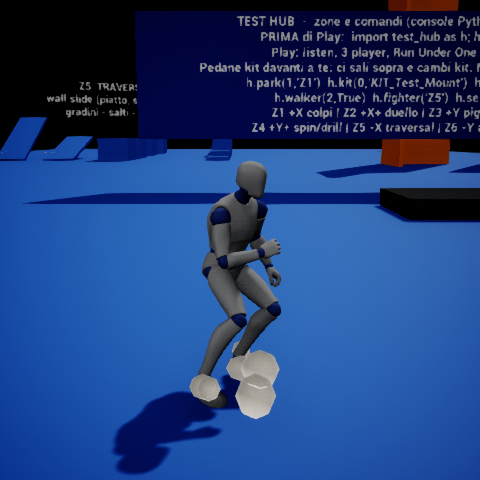 TEST HUB - zone e comandi (console Pyth
PRIMA di Play: import test_hub as h; h
Play: listen, 3 player, Run Under One
Pedane kit davanti a te: ci sali sopra e cambi kit. M
h.park(1,'Z1') h.kit(0,'KIT_Test_Mount') h
h.walker(2,True) h.fighter('Z5') h.se
Z1 +X colpi / Z2 +X+ duello / Z3 +Y pig
Z4 +Y+ spin/drill / Z5 -X traversal / Z6 -Y a
Z5 TRAVERS
wall slide (piatto, s
gradini - salti -